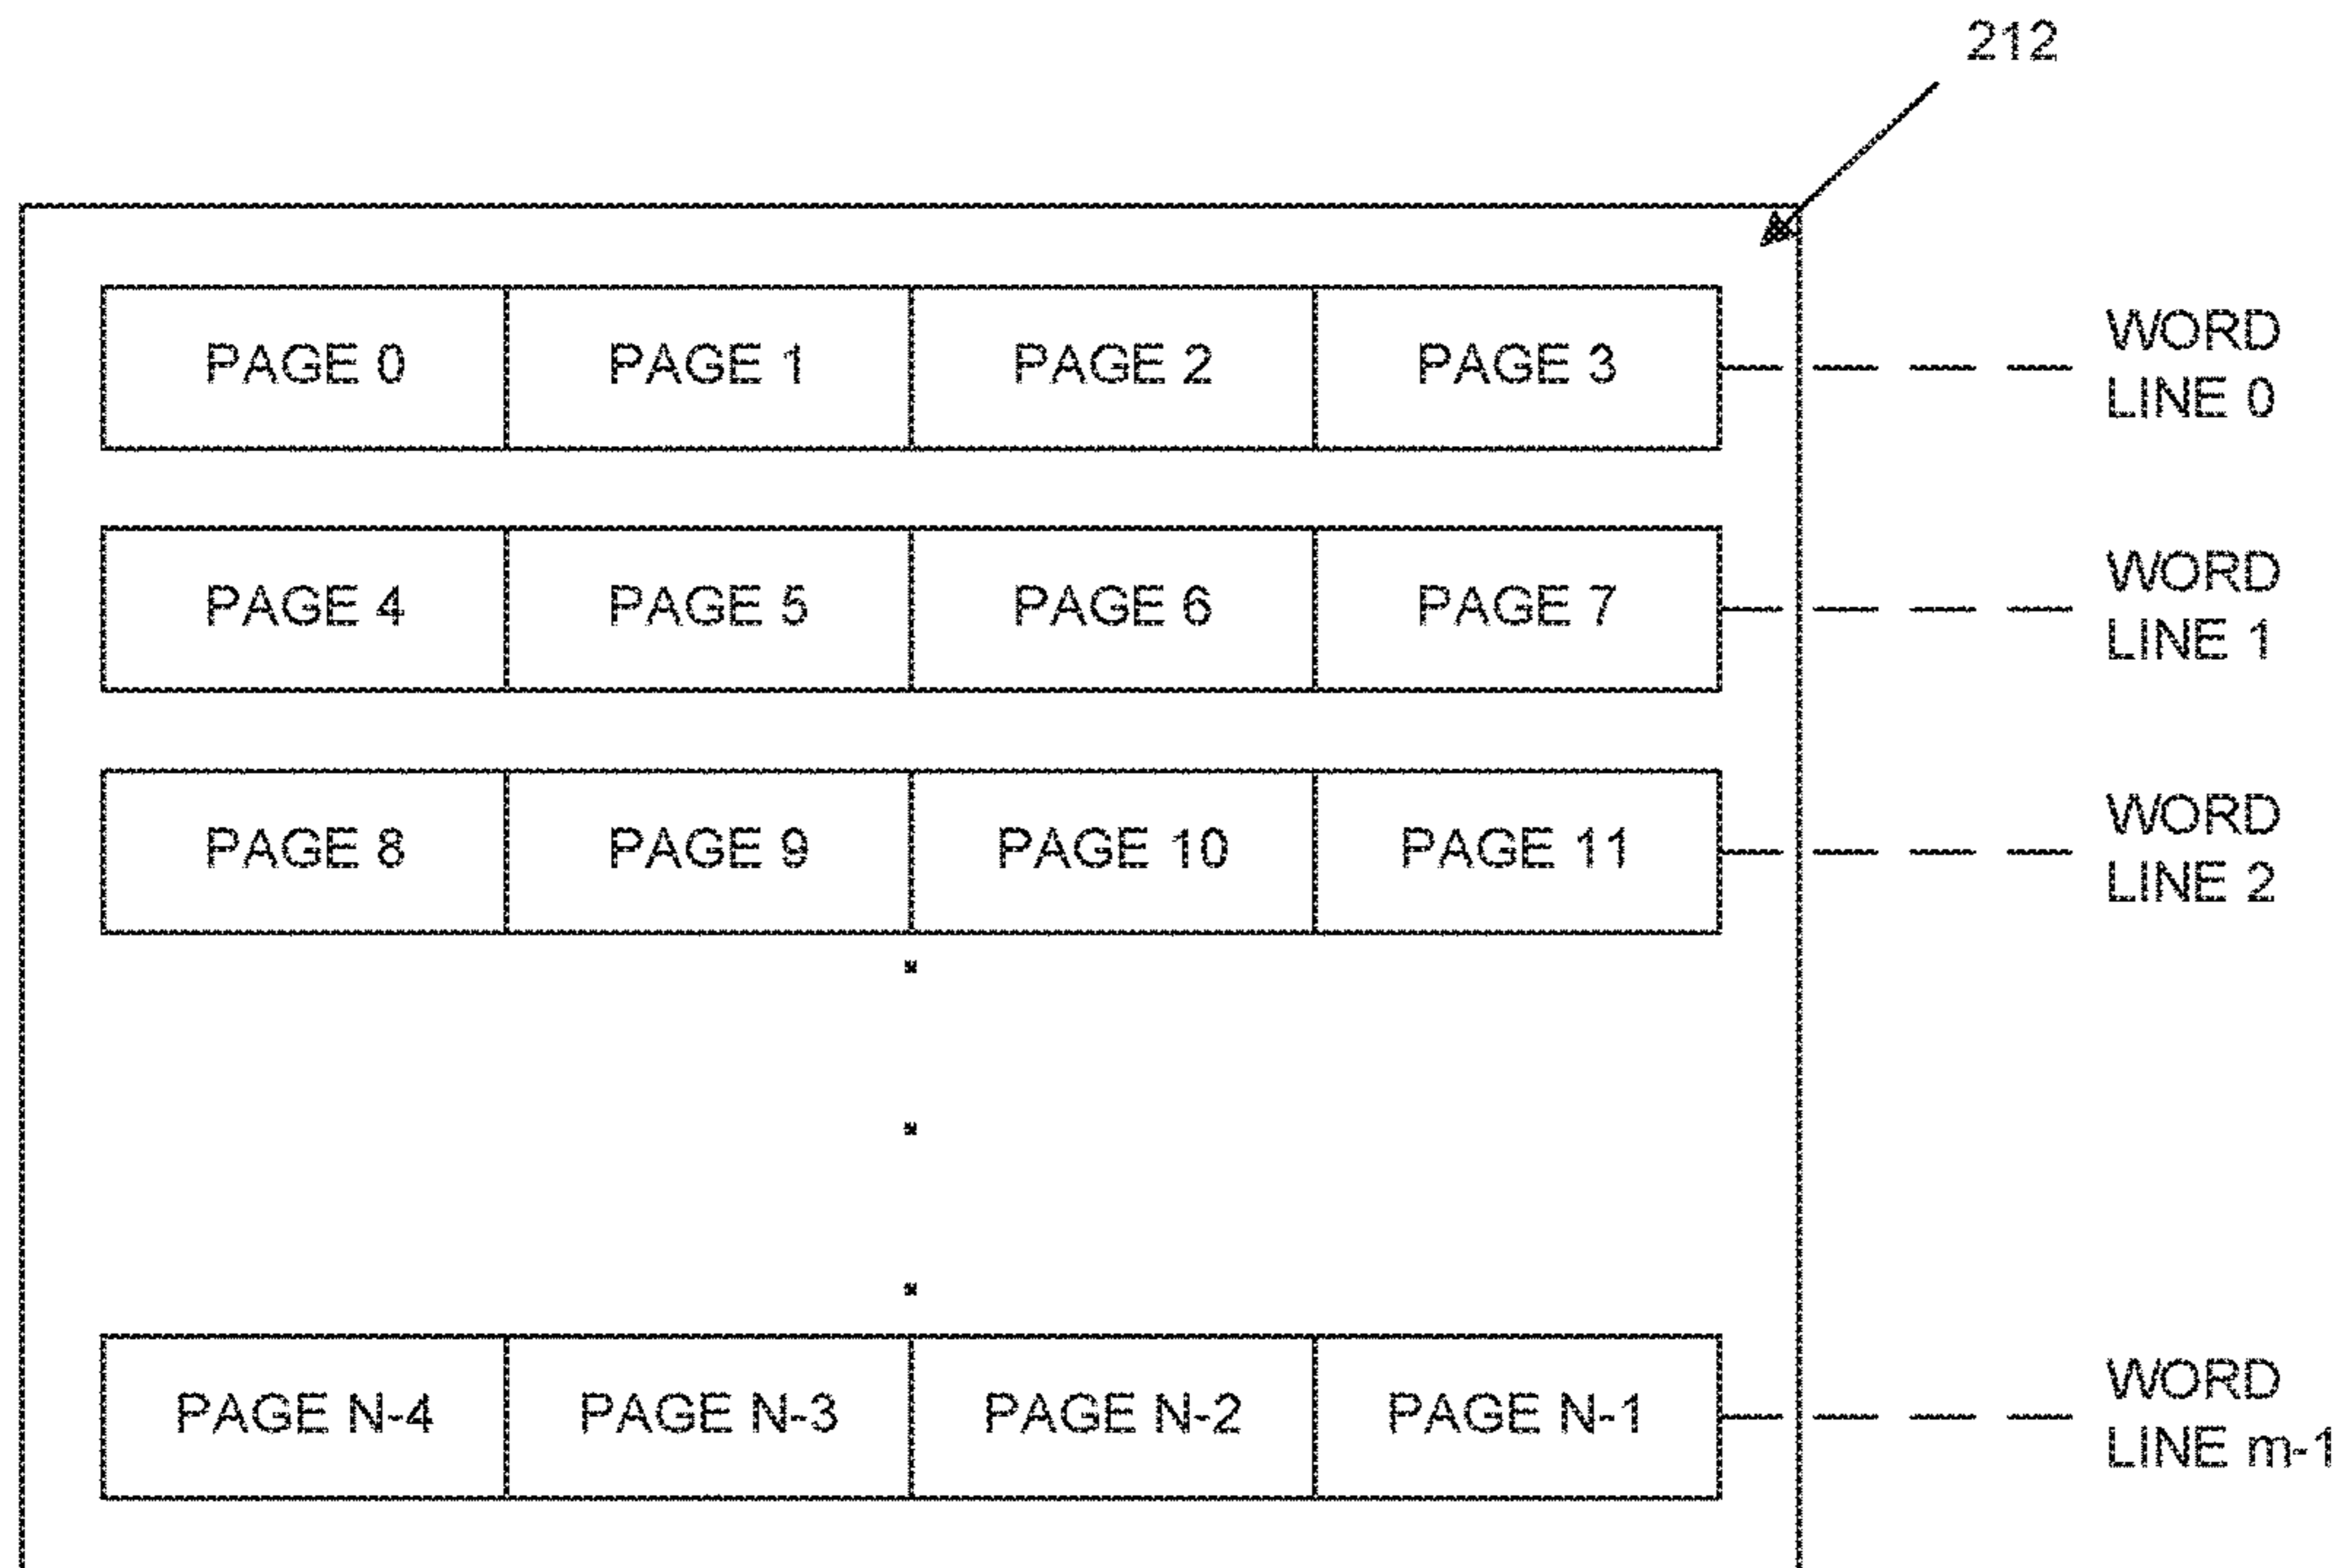 212
PAGE 0 PAGE 1 PAGE 2 PAGE 3
WORD
LINE 0
PAGE 4 PAGE 5 PAGE 6 PAGE 7
WORD
LINE 1
PAGE 8 PAGE 9 PAGE 10 PAGE 11
WORD
LINE 2
PAGE N-4 PAGE N-3 PAGE N-2 PAGE N-1
WORD
LINE m-1